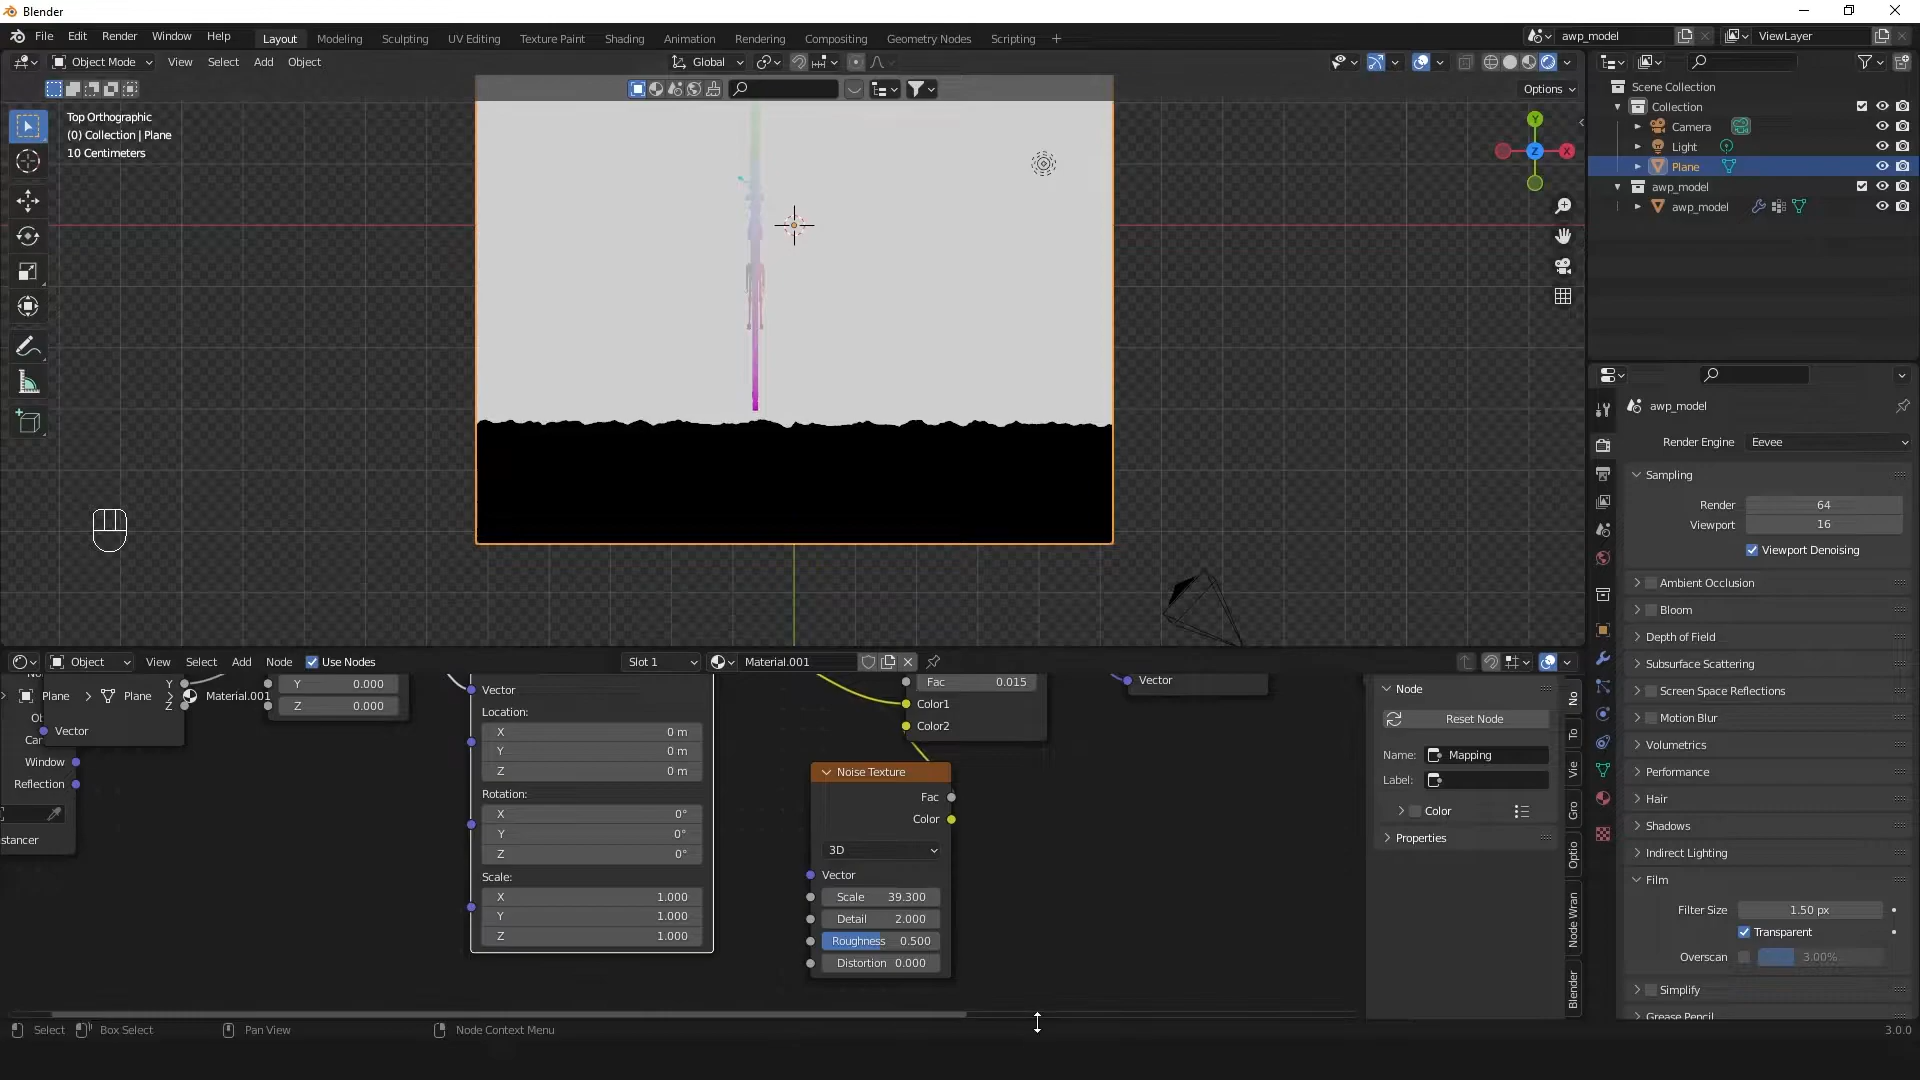 Blender
File Edit Render Window Help
Layout Modeling Sculpting UV Editing Texture Paint Shading Animation Rendering Compositing Geometry Nodes Scripting +
awp_model
ViewLayer
Object Mode View Select Add Object
Global
Options
Top Orthographic
(0) Collection | Plane
10 Centimeters
Y
X
Z
Scene Collection
Collection
Camera
Light
Plane
awp_model
awp_model
awp_model
Render Engine Eevee
Sampling
Render 64
Viewport 16
Viewport Denoising
Ambient Occlusion
Bloom
Depth of Field
Subsurface Scattering
Screen Space Reflections
Motion Blur
Volumetrics
Performance
Hair
Shadows
Indirect Lighting
Film
Filter Size 1.50 px
Transparent
Overscan 3.00%
Simplify
Grease Pencil
Object View Select Add Node Use Nodes
Slot 1
Material.001
Plane > Plane > Material.001
Y
Z
Vector
Window
Reflection
stancer
Y 0.000
Z 0.000
Vector
Location:
X 0 m
Y 0 m
Z 0 m
Rotation:
X 0°
Y 0°
Z 0°
Scale:
X 1.000
Y 1.000
Z 1.000
Fac 0.015
Color1
Color2
Vector
Noise Texture
Fac
Color
3D
Vector
Scale 39.300
Detail 2.000
Roughness 0.500
Distortion 0.000
Node
Reset Node
Name: Mapping
Label:
Color
Properties
No
To
Vie
Gro
Optio
Node Wran
Blender
Select
Box Select
Pan View
Node Context Menu
3.0.0